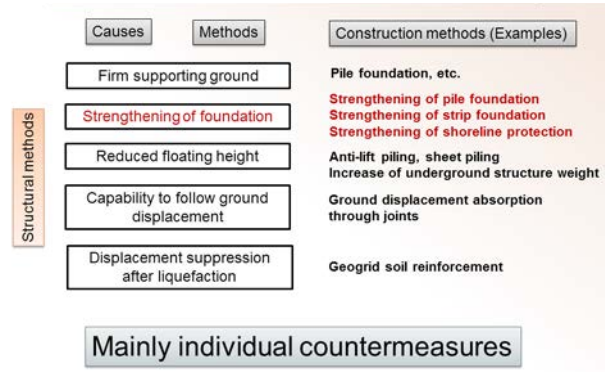 Causes Methods Construction methods (Examples)
Structural methods
Firm supporting ground
Pile foundation, etc.
Strengthening of foundation
Strengthening of pile foundation
Strengthening of strip foundation
Strengthening of shoreline protection
Reduced floating height
Anti-lift piling, sheet piling
Increase of underground structure weight
Capability to follow ground
displacement
Ground displacement absorption
through joints
Displacement suppression
after liquefaction
Geogrid soil reinforcement
Mainly individual countermeasures